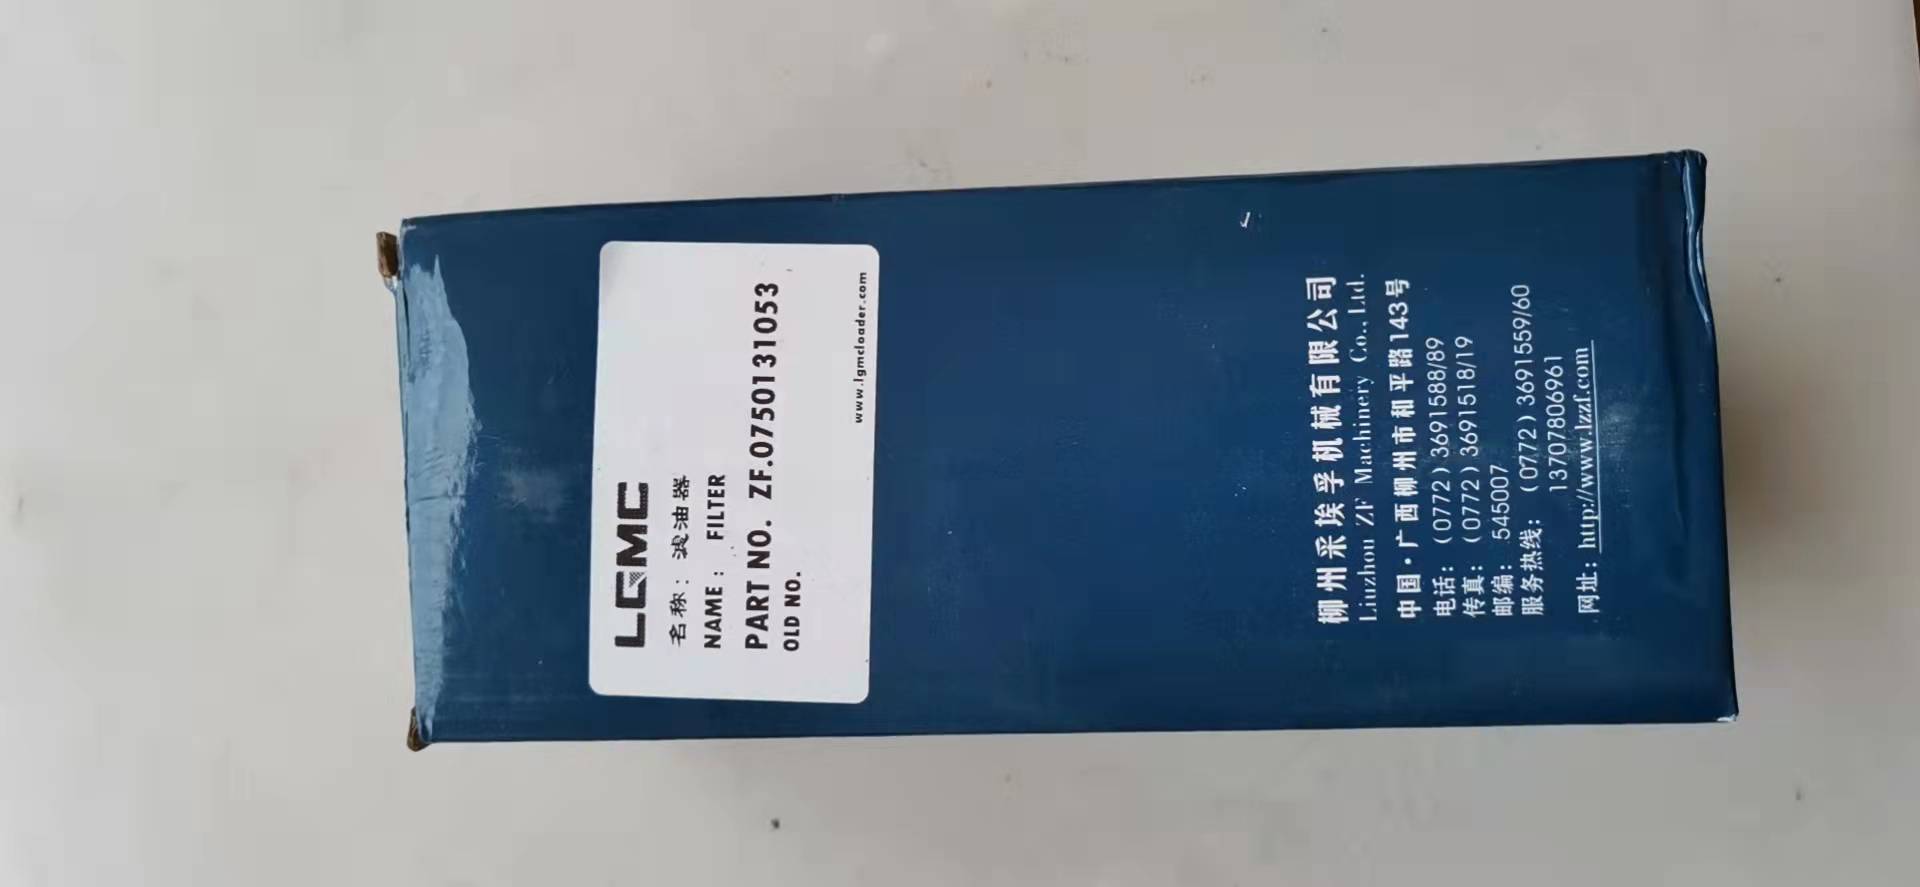 LGMC
名称：滤油器
NAME： FILTER
PART NO. ZF.0750131053
OLD NO.
www.lgmcloader.com
柳州采埃孚机械有限公司
Liuzhou ZF Machinery Co., Ltd.
中国·广西柳州市和平路143号
电话：(0772)3691588/89
传真：(0772)3691518/19
邮编：545007
服务热线：(0772)3691559/60
13707806961
网址：http://www.lzzf.com